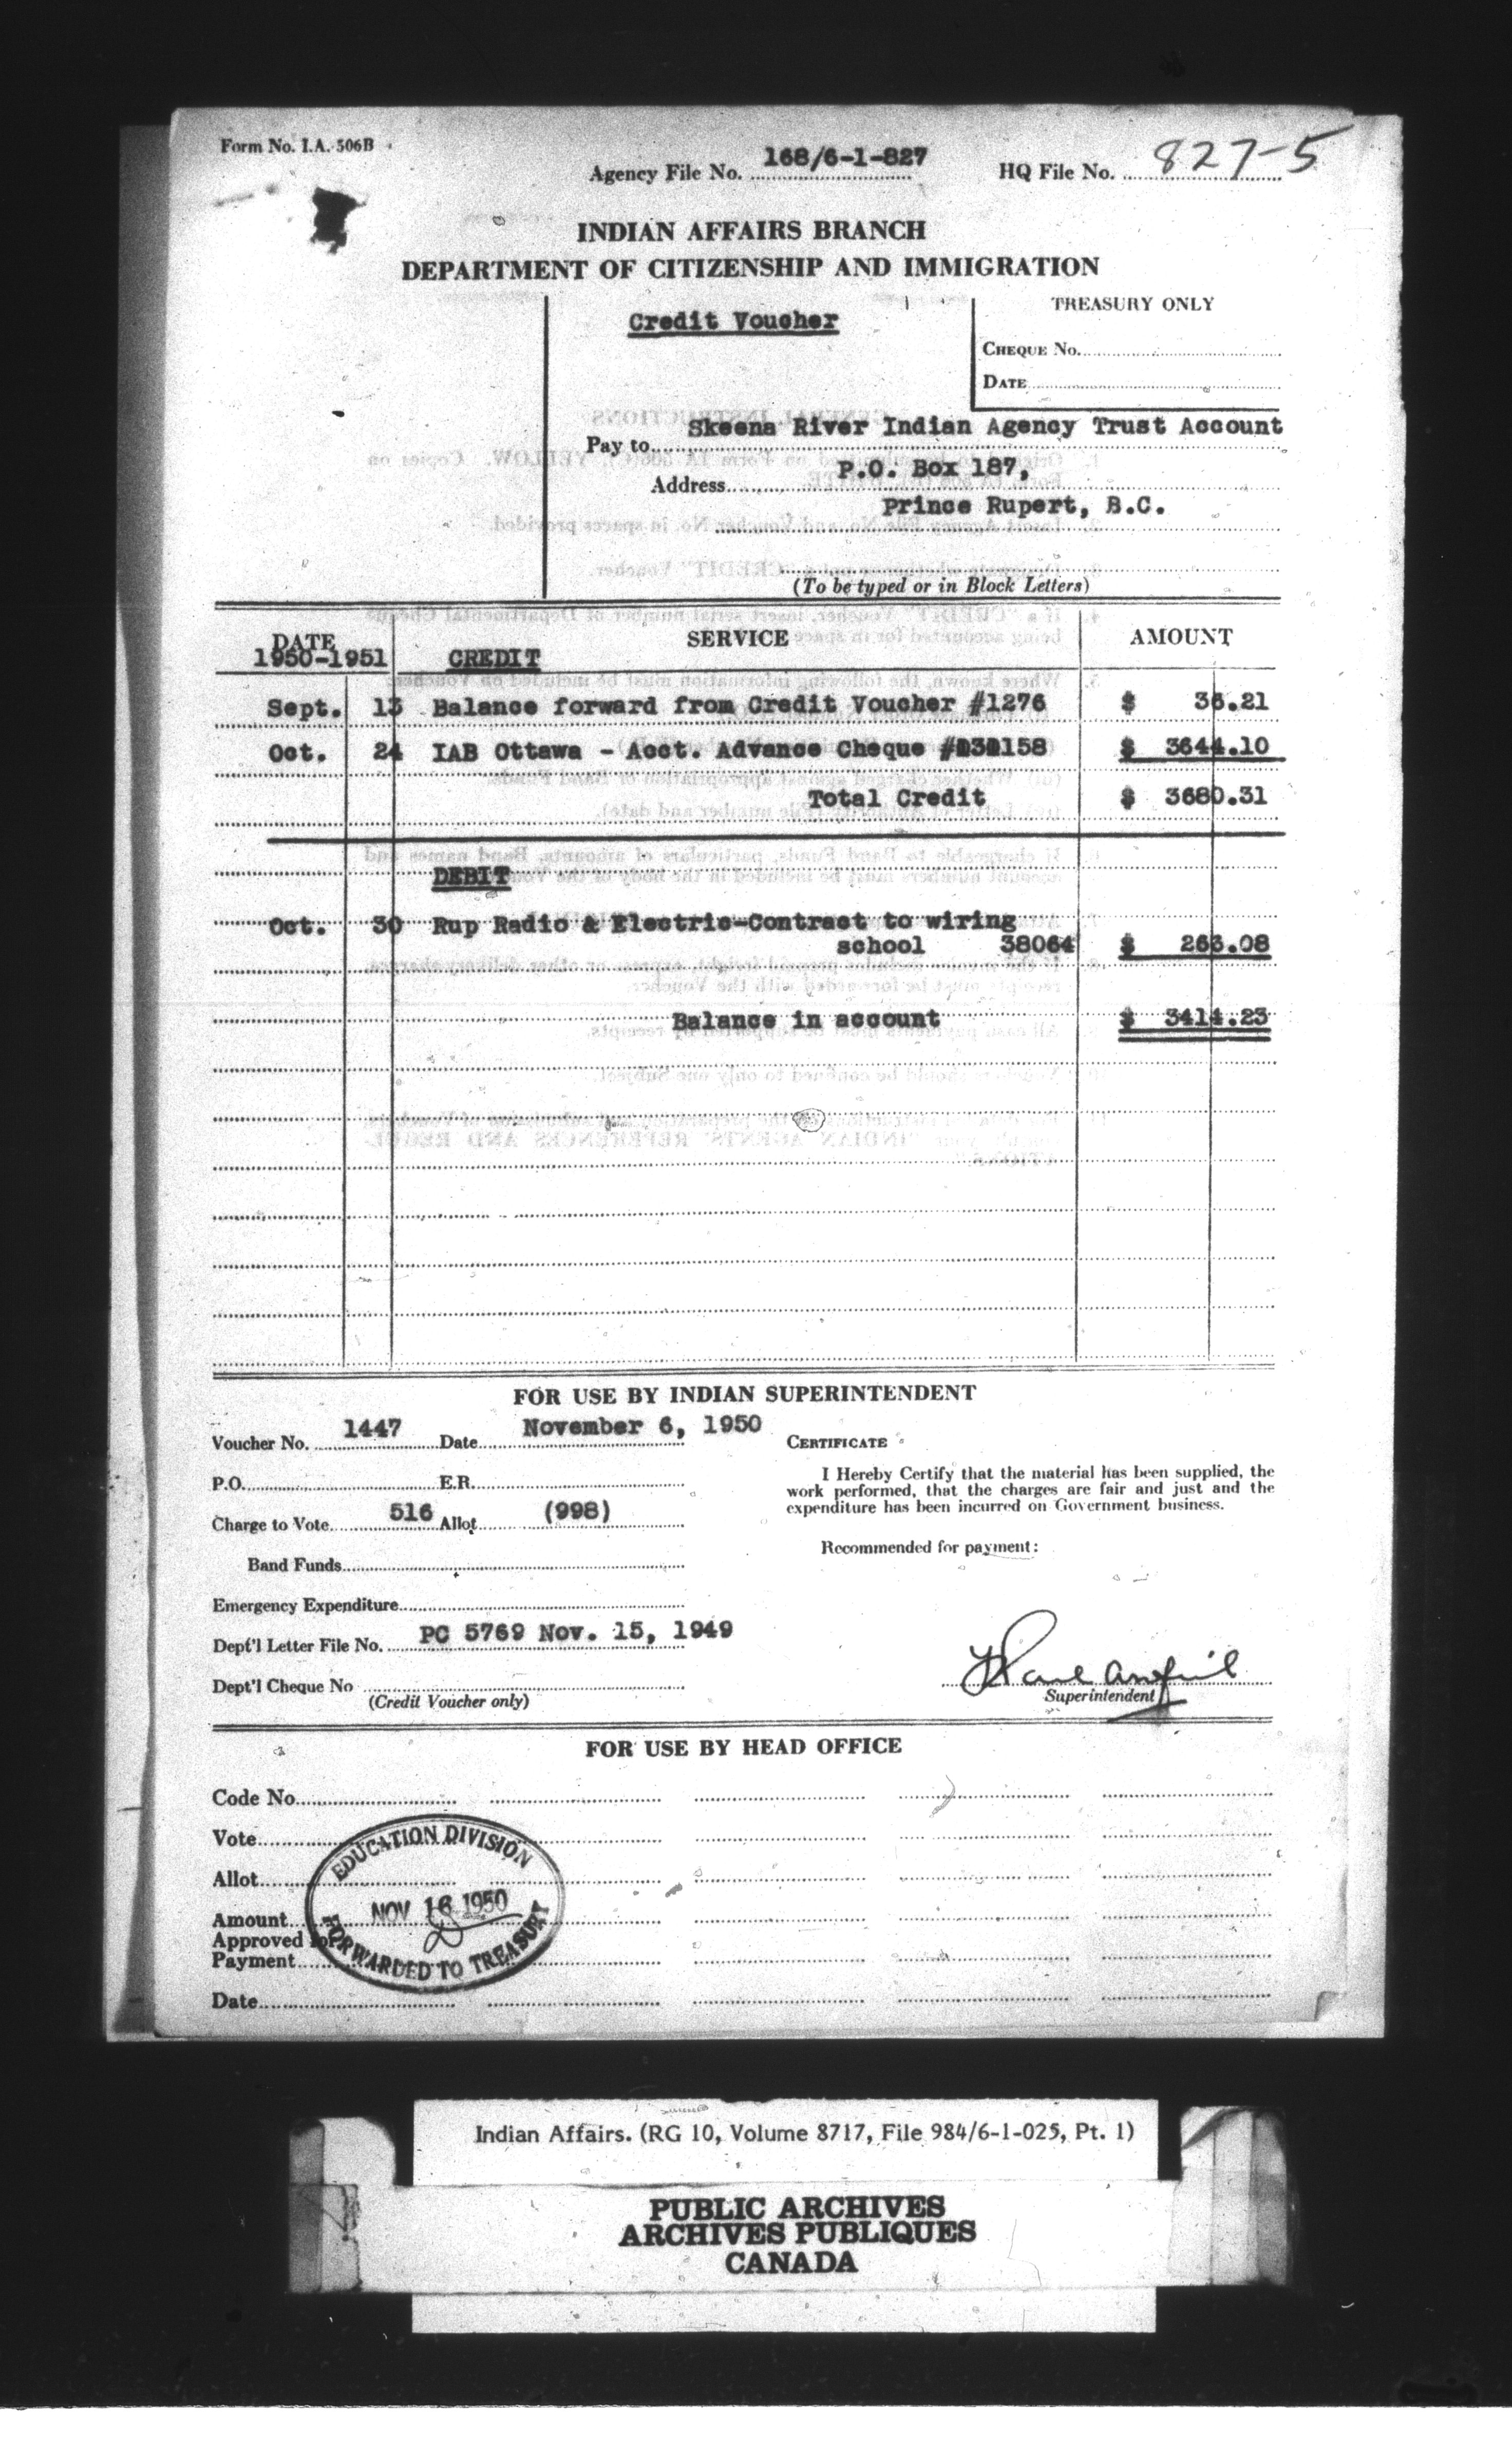 Form No. I.A. 506B
Agency File No. 168/6-1-827 HQ File No. 827-5
INDIAN AFFAIRS BRANCH
DEPARTMENT OF CITIZENSHIP AND IMMIGRATION
Credit Voucher
TREASURY ONLY
CHEQUE No.
DATE
Pay to Skeena River Indian Agency Trust Account
Address P.O. Box 187,
Prince Rupert, B.C.
(To be typed or in Block Letters)
DATE SERVICE AMOUNT
1950-1951 CREDIT
Sept. 13 Balance forward from Credit Voucher #1276 $ 36.21
Oct. 24 IAB Ottawa - Acct. Advance Cheque $ 3644.10
Total Credit $ 3680.31
DEBIT
Oct. 30 Rup Radio & Electric-Contract to wiring
school 38064 $ 266.08
Balance in account $ 3414.23
FOR USE BY INDIAN SUPERINTENDENT
Voucher No. 1447 Date November 6, 1950
CERTIFICATE
I Hereby Certify that the material has been supplied, the
work performed, that the charges are fair and just and the
expenditure has been incurred on Government business.
P.O. E.R.
Charge to Vote 516 Allot. (998)
Recommended for payment:
Band Funds
Emergency Expenditure
Dept'l Letter File No. PC 5769 Nov. 15, 1949
Dept'l Cheque No
(Credit Voucher only)
Superintendent
FOR USE BY HEAD OFFICE
Code No.
Vote
Allot.
Amount
Approved for
Payment
Date
EDUCATION DIVISION
NOV 16 1950
FORWARDED TO TREASURY
Indian Affairs. (RG 10, Volume 8717, File 984/6-1-025, Pt. 1)
PUBLIC ARCHIVES
ARCHIVES PUBLIQUES
CANADA